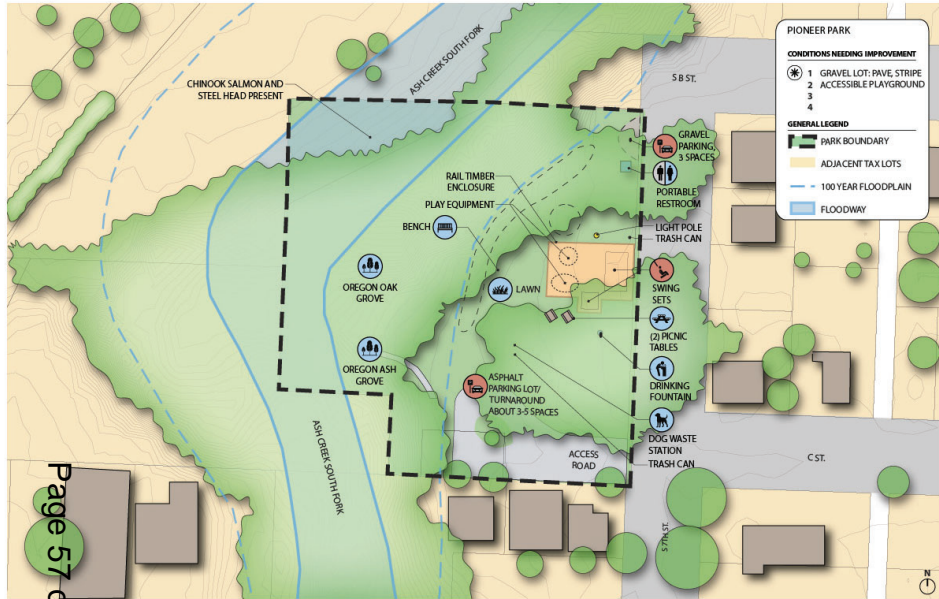 PIONEER PARK
CONDITIONS NEEDING IMPROVEMENT
1 GRAVEL LOT: PAVE, STRIPE
2 ACCESSIBLE PLAYGROUND
3
4
GENERAL LEGEND
PARK BOUNDARY
ADJACENT TAX LOTS
100 YEAR FLOODPLAIN
FLOODWAY
ASH CREEK SOUTH FORK
CHINOOK SALMON AND
STEEL HEAD PRESENT
S B ST.
GRAVEL
PARKING,
3 SPACES
PORTABLE
RESTROOM
RAIL TIMBER
ENCLOSURE
PLAY EQUIPMENT
BENCH
LIGHT POLE
TRASH CAN
OREGON OAK
GROVE
LAWN
SWING
SETS
(2) PICNIC
TABLES
OREGON ASH
GROVE
ASPHALT
PARKING LOT/
TURNAROUND
ABOUT 3-5 SPACES
DRINKING
FOUNTAIN
DOG WASTE
STATION
TRASH CAN
ACCESS
ROAD
C ST.
ASH CREEK SOUTH FORK
S 7TH ST.
N
Page 57 o